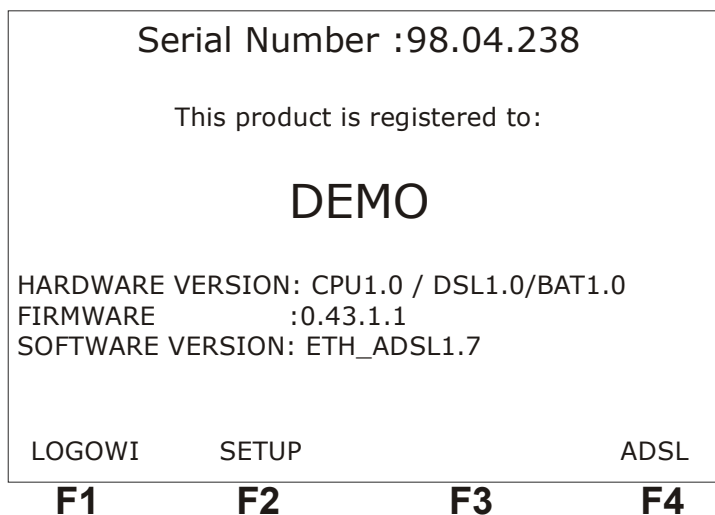 Serial Number :98.04.238
This product is registered to:
DEMO
HARDWARE VERSION: CPU1.0 / DSL1.0/BAT1.0
FIRMWARE :0.43.1.1
SOFTWARE VERSION: ETH_ADSL1.7
LOGOWI SETUP ADSL
F1 F2 F3 F4